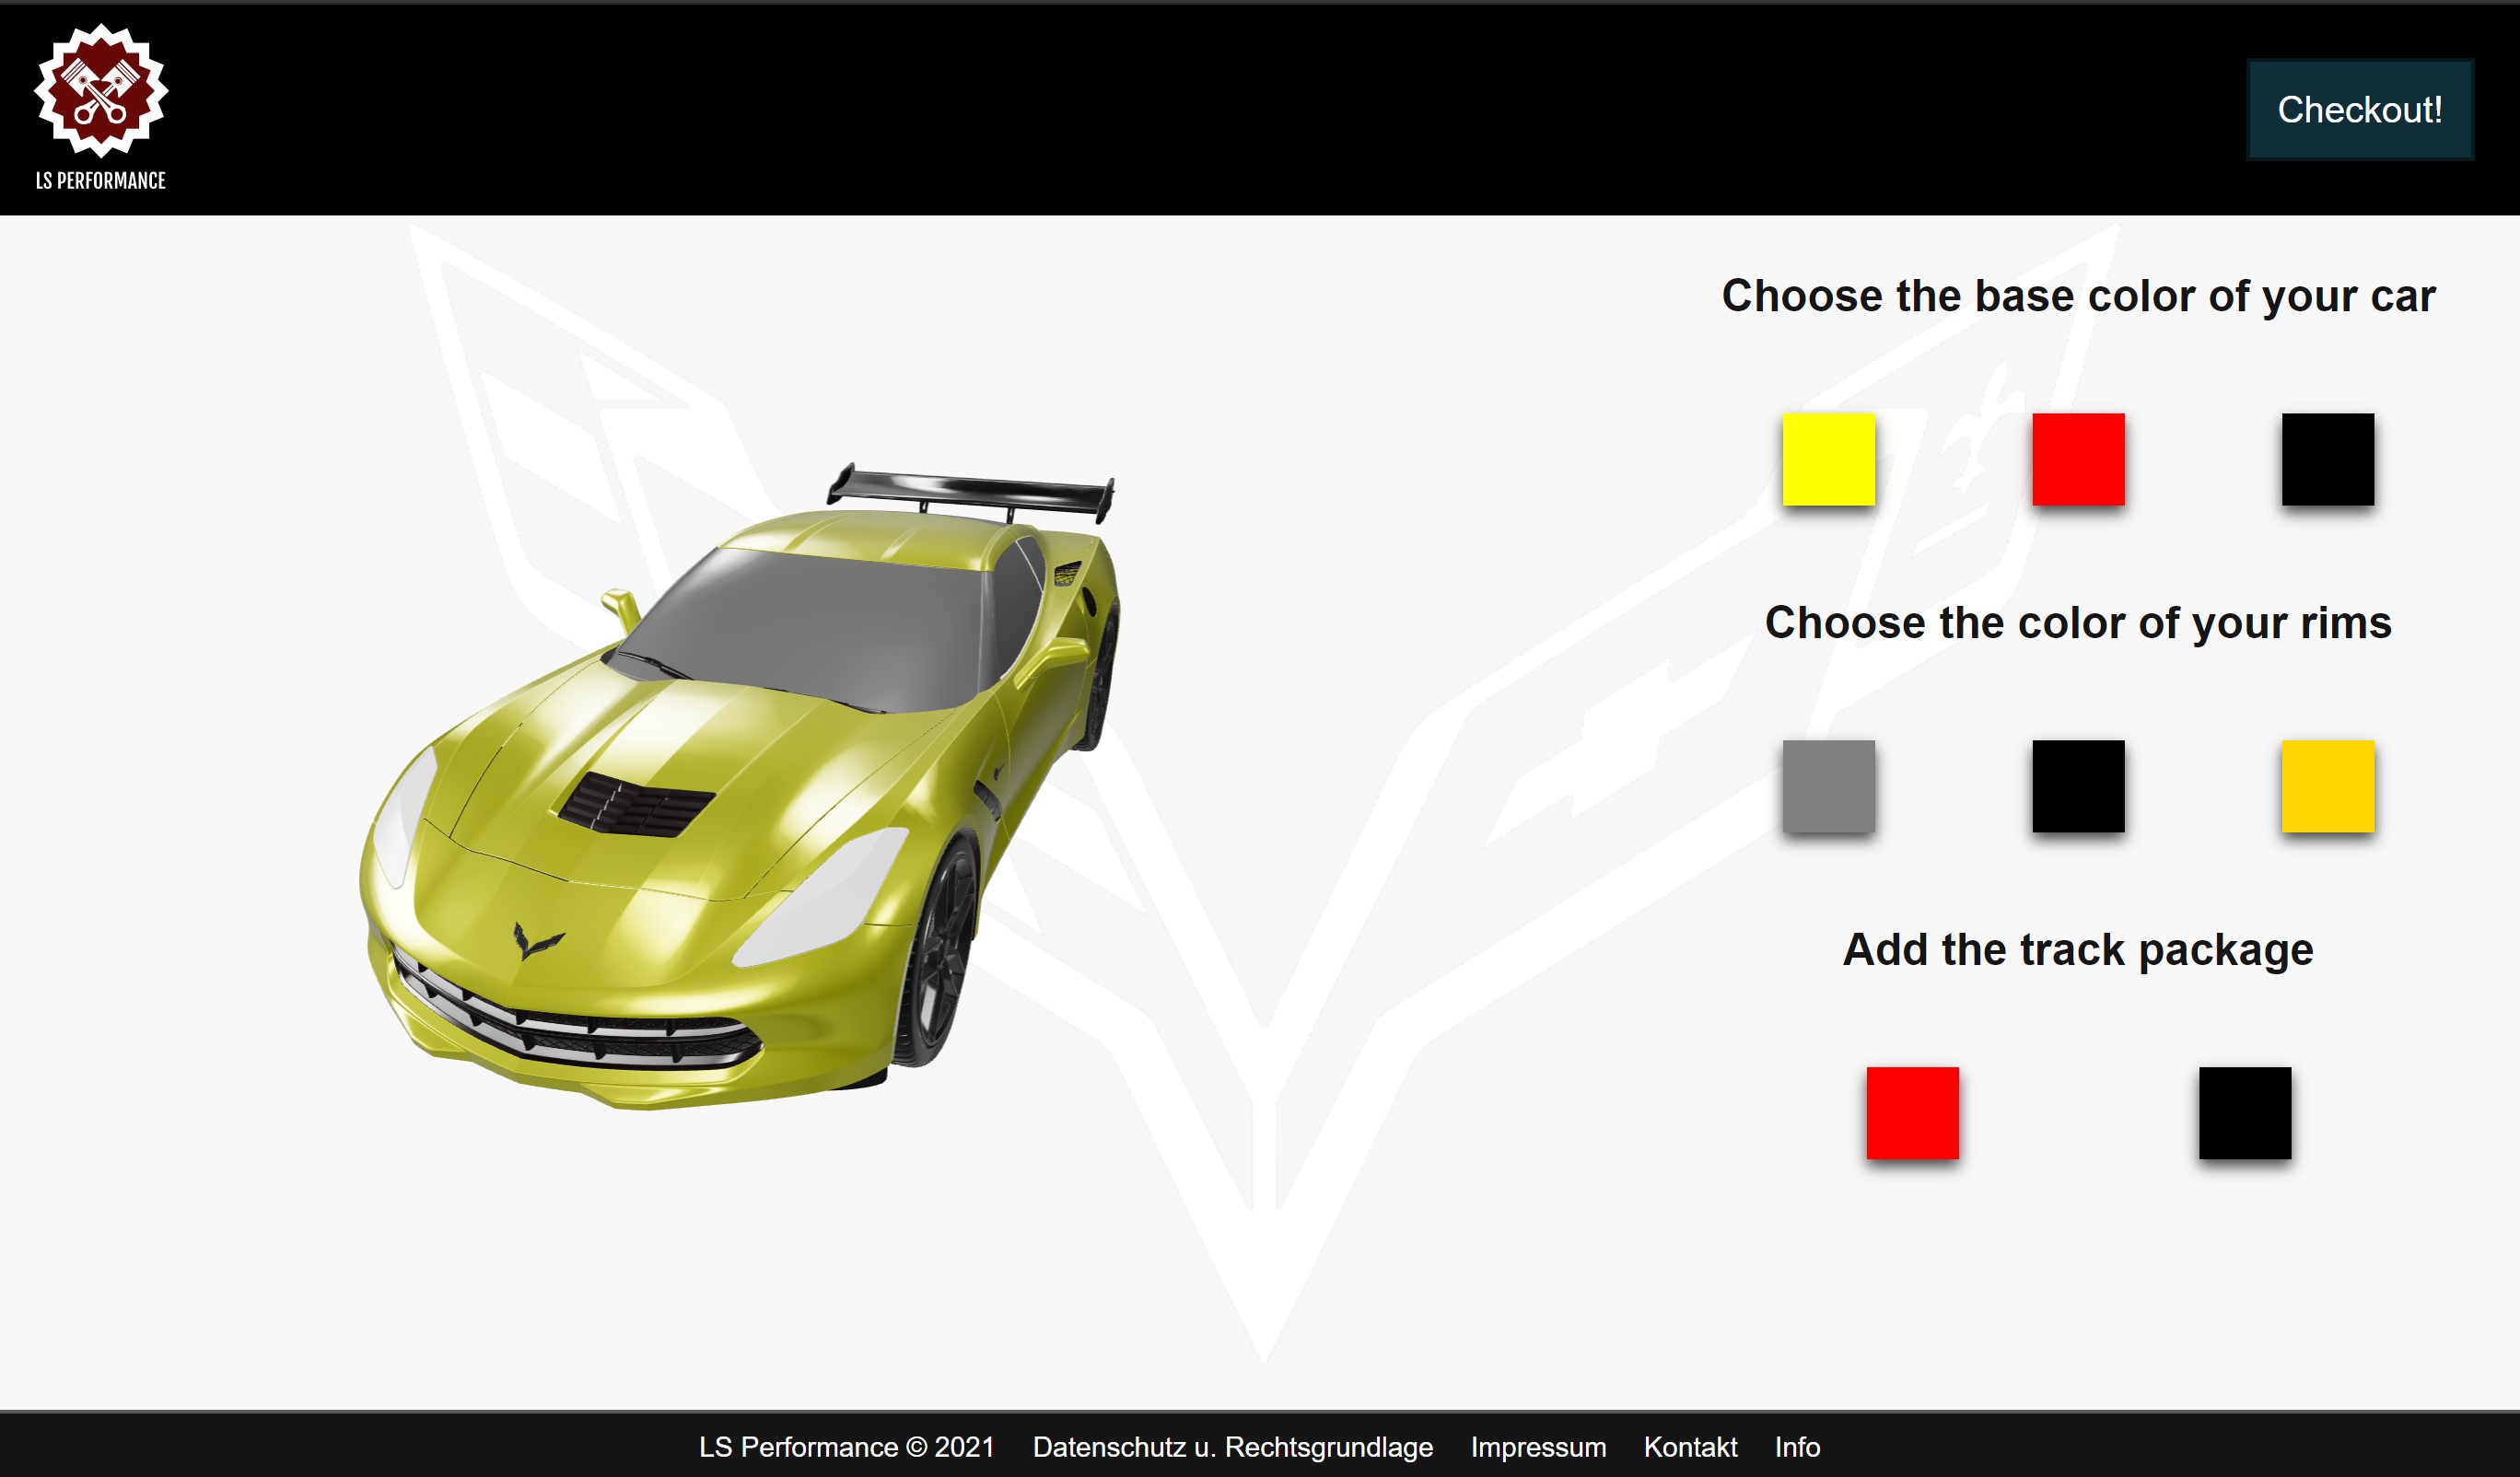 LS PERFORMANCE
Checkout!
Choose the base color of your car
Choose the color of your rims
Add the track package
LS Performance © 2021 Datenschutz u. Rechtsgrundlage Impressum Kontakt Info